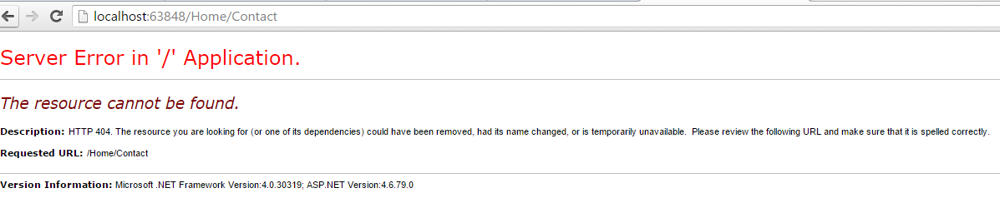 localhost:63848/Home/Contact
Server Error in '/' Application.
The resource cannot be found.
Description: HTTP 404. The resource you are looking for (or one of its dependencies) could have been removed, had its name changed, or is temporarily unavailable.  Please review the following URL and make sure that it is spelled correctly.
Requested URL: /Home/Contact
Version Information: Microsoft .NET Framework Version:4.0.30319; ASP.NET Version:4.6.79.0